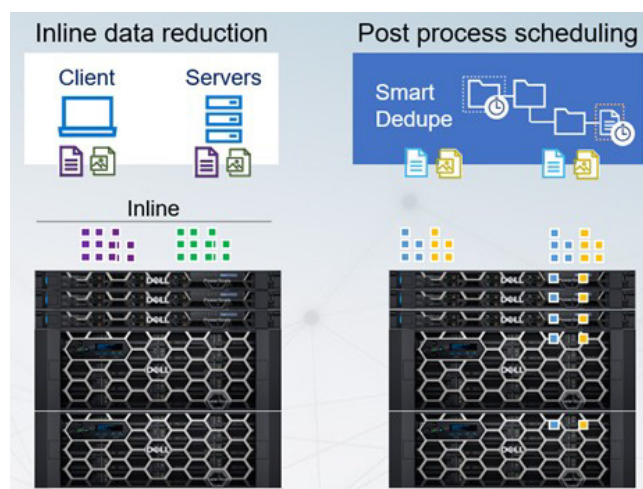 Inline data reduction
Client
Servers
Inline
DELL
DELL
DELL
DELL
DELL
Post process scheduling
Smart
Dedupe
DELL
DELL
DELL
DELL
DELL